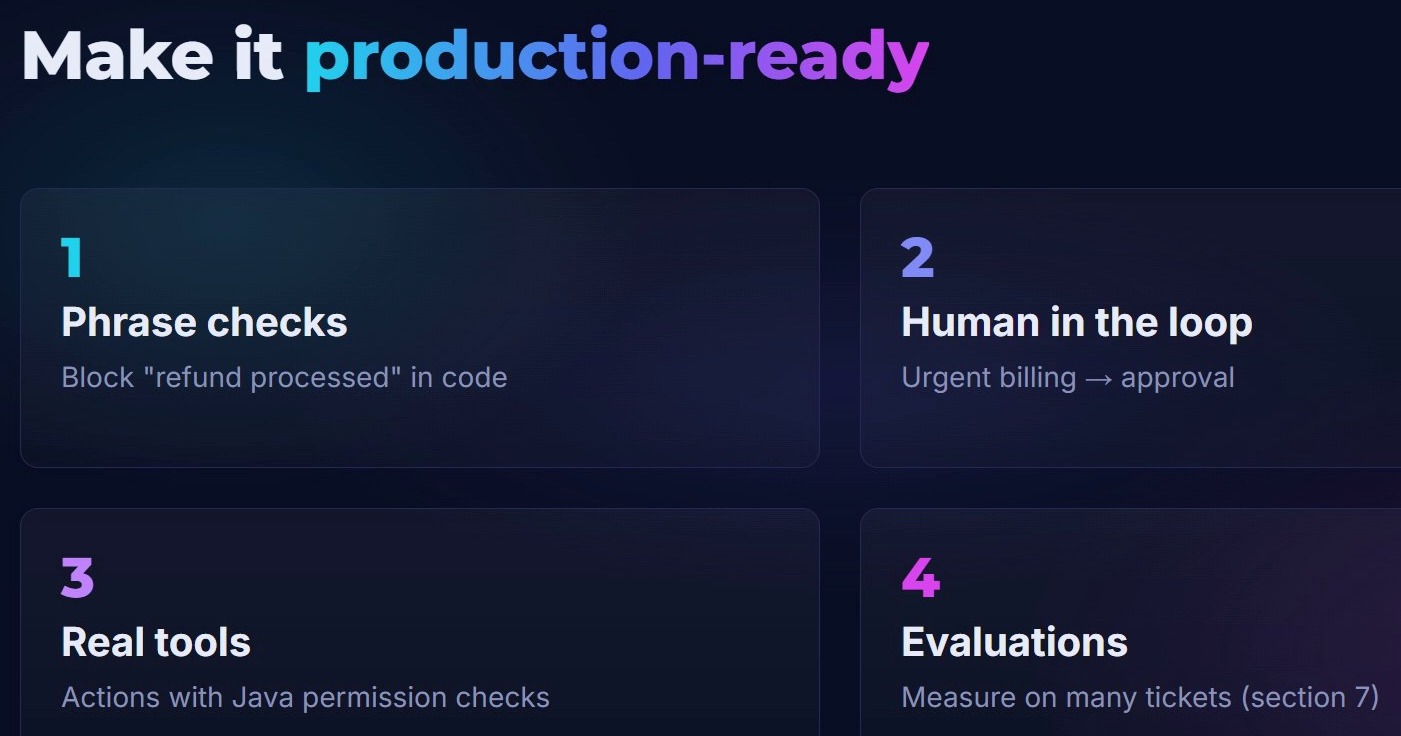 Make it production-ready
1
Phrase checks
Block "refund processed" in code
2
Human in the loop
Urgent billing → approval
3
Real tools
Actions with Java permission checks
4
Evaluations
Measure on many tickets (section 7)